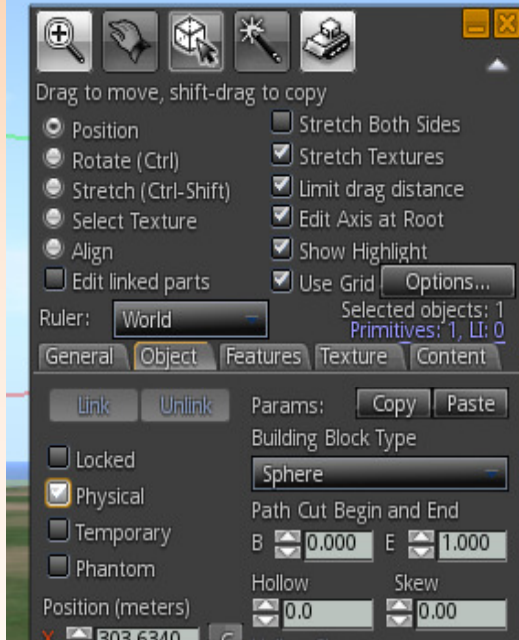 Drag to move, shift-drag to copy
Position
Stretch Both Sides
Rotate (Ctrl)
Stretch Textures
Stretch (Ctrl-Shift)
Limit drag distance
Select Texture
Edit Axis at Root
Align
Show Highlight
Edit linked parts
Use Grid Options...
Ruler: World
Selected objects: 1
Primitives: 1, LI: 0
General Object Features Texture Content
Link Unlink Params: Copy Paste
Building Block Type
Locked
Sphere
Physical
Path Cut Begin and End
Temporary
B 0.000 E 1.000
Phantom
Hollow Skew
Position (meters)
0.0 0.00
X 303.6340 C